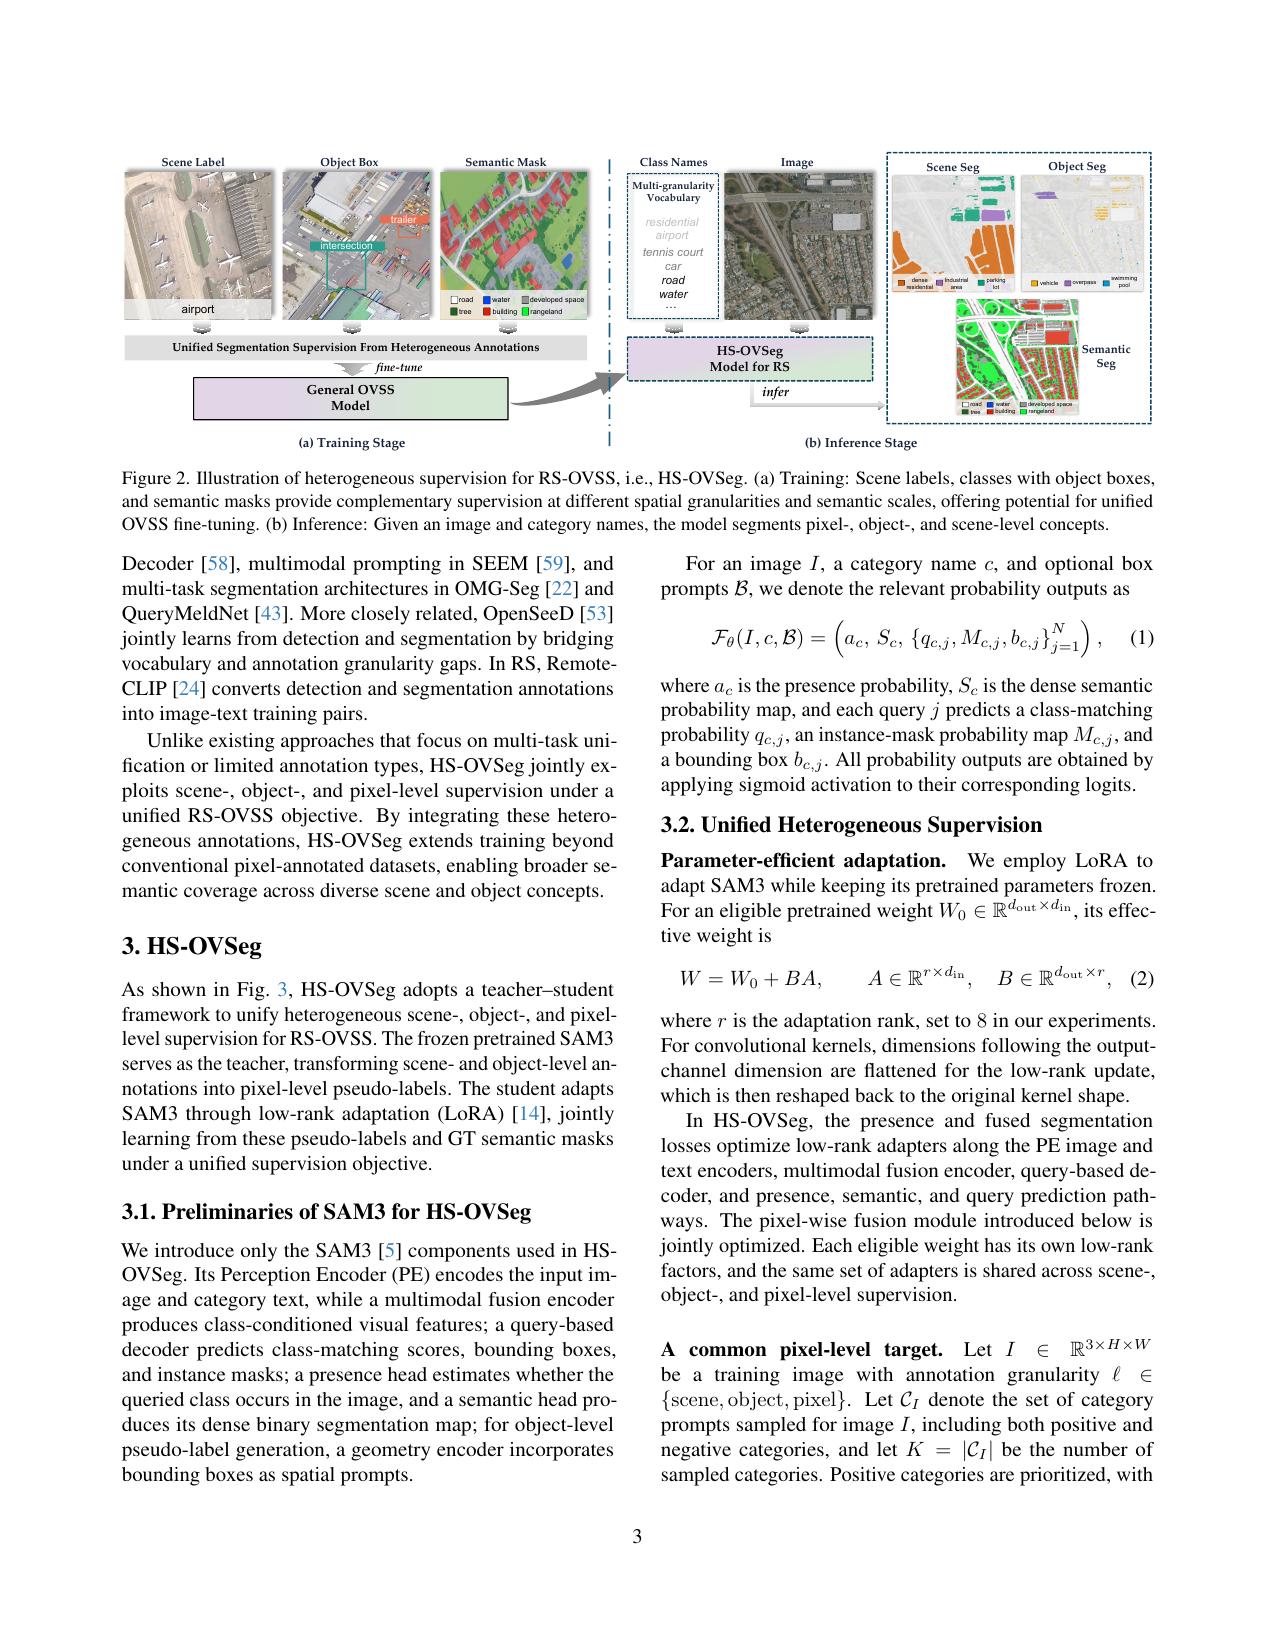 Scene Label
Object Box
Semantic Mask
airport
trailer
intersection
road water developed space
tree building rangeland
Unified Segmentation Supervision From Heterogeneous Annotations
fine-tune
General OVSS
Model
(a) Training Stage
Class Names
Image
Multi-granularity
Vocabulary
residential
airport
tennis court
car
road
water
...
HS-OVSeg
Model for RS
infer
Scene Seg
Object Seg
dense residential Industrial area parking lot
vehicle overpass swimming pool
Semantic
Seg
road water developed space
tree building rangeland
(b) Inference Stage
Figure 2. Illustration of heterogeneous supervision for RS-OVSS, i.e., HS-OVSeg. (a) Training: Scene labels, classes with object boxes,
and semantic masks provide complementary supervision at different spatial granularities and semantic scales, offering potential for unified
OVSS fine-tuning. (b) Inference: Given an image and category names, the model segments pixel-, object-, and scene-level concepts.
Decoder [58], multimodal prompting in SEEM [59], and
multi-task segmentation architectures in OMG-Seg [22] and
QueryMeldNet [43]. More closely related, OpenSeeD [53]
jointly learns from detection and segmentation by bridging
vocabulary and annotation granularity gaps. In RS, Remote-
CLIP [24] converts detection and segmentation annotations
into image-text training pairs.
Unlike existing approaches that focus on multi-task uni-
fication or limited annotation types, HS-OVSeg jointly ex-
ploits scene-, object-, and pixel-level supervision under a
unified RS-OVSS objective. By integrating these hetero-
geneous annotations, HS-OVSeg extends training beyond
conventional pixel-annotated datasets, enabling broader se-
mantic coverage across diverse scene and object concepts.
3. HS-OVSeg
As shown in Fig. 3, HS-OVSeg adopts a teacher–student
framework to unify heterogeneous scene-, object-, and pixel-
level supervision for RS-OVSS. The frozen pretrained SAM3
serves as the teacher, transforming scene- and object-level an-
notations into pixel-level pseudo-labels. The student adapts
SAM3 through low-rank adaptation (LoRA) [14], jointly
learning from these pseudo-labels and GT semantic masks
under a unified supervision objective.
3.1. Preliminaries of SAM3 for HS-OVSeg
We introduce only the SAM3 [5] components used in HS-
OVSeg. Its Perception Encoder (PE) encodes the input im-
age and category text, while a multimodal fusion encoder
produces class-conditioned visual features; a query-based
decoder predicts class-matching scores, bounding boxes,
and instance masks; a presence head estimates whether the
queried class occurs in the image, and a semantic head pro-
duces its dense binary segmentation map; for object-level
pseudo-label generation, a geometry encoder incorporates
bounding boxes as spatial prompts.
For an image I, a category name c, and optional box
prompts ℬ, we denote the relevant probability outputs as
ℱ_θ(I, c, ℬ) = (a_c, S_c, {q_{c,j}, M_{c,j}, b_{c,j}}_{j=1}^N), (1)
where a_c is the presence probability, S_c is the dense semantic
probability map, and each query j predicts a class-matching
probability q_{c,j}, an instance-mask probability map M_{c,j}, and
a bounding box b_{c,j}. All probability outputs are obtained by
applying sigmoid activation to their corresponding logits.
3.2. Unified Heterogeneous Supervision
Parameter-efficient adaptation. We employ LoRA to
adapt SAM3 while keeping its pretrained parameters frozen.
For an eligible pretrained weight W_0 ∈ ℝ^{d_out×d_in}, its effec-
tive weight is
W = W_0 + BA, A ∈ ℝ^{r×d_in}, B ∈ ℝ^{d_out×r}, (2)
where r is the adaptation rank, set to 8 in our experiments.
For convolutional kernels, dimensions following the output-
channel dimension are flattened for the low-rank update,
which is then reshaped back to the original kernel shape.
In HS-OVSeg, the presence and fused segmentation
losses optimize low-rank adapters along the PE image and
text encoders, multimodal fusion encoder, query-based de-
coder, and presence, semantic, and query prediction path-
ways. The pixel-wise fusion module introduced below is
jointly optimized. Each eligible weight has its own low-rank
factors, and the same set of adapters is shared across scene-,
object-, and pixel-level supervision.
A common pixel-level target. Let I ∈ ℝ^{3×H×W}
be a training image with annotation granularity ℓ ∈
{scene, object, pixel}. Let 𝒞_I denote the set of category
prompts sampled for image I, including both positive and
negative categories, and let K = |𝒞_I| be the number of
sampled categories. Positive categories are prioritized, with
3